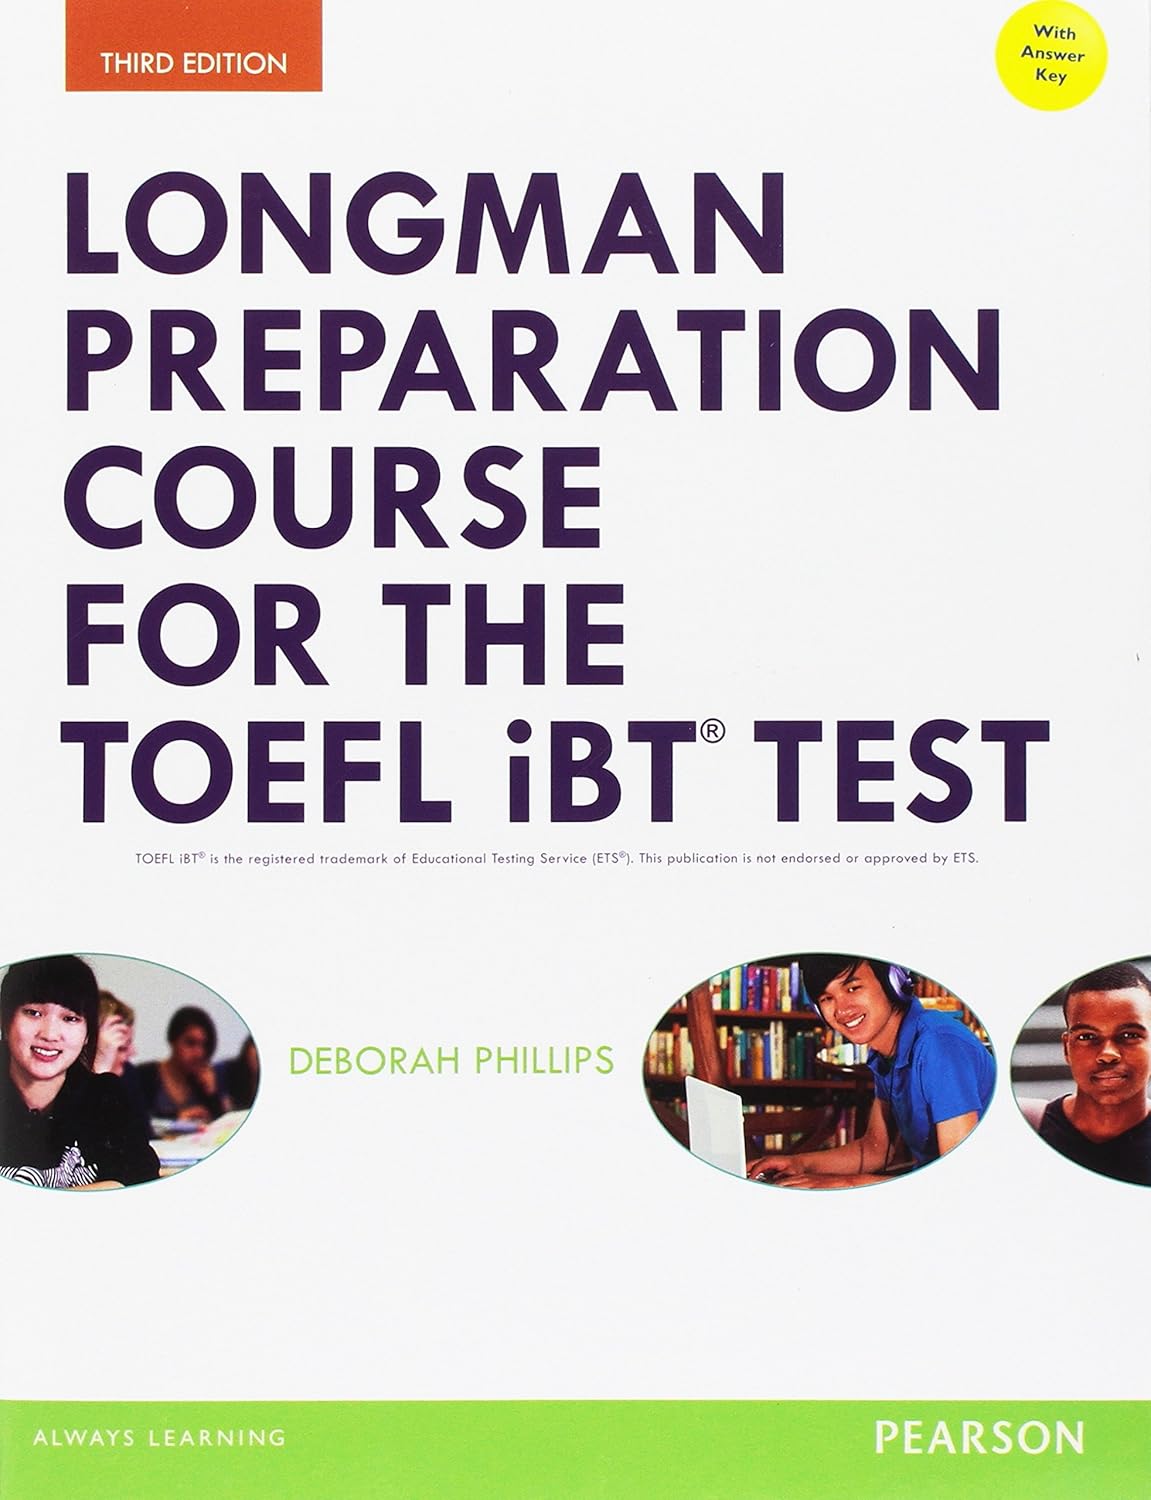 THIRD EDITION
With
Answer
Key
LONGMAN
PREPARATION
COURSE
FOR THE
TOEFL iBT® TEST
TOEFL iBT® is the registered trademark of Educational Testing Service (ETS®). This publication is not endorsed or approved by ETS.
DEBORAH PHILLIPS
ALWAYS LEARNING
PEARSON